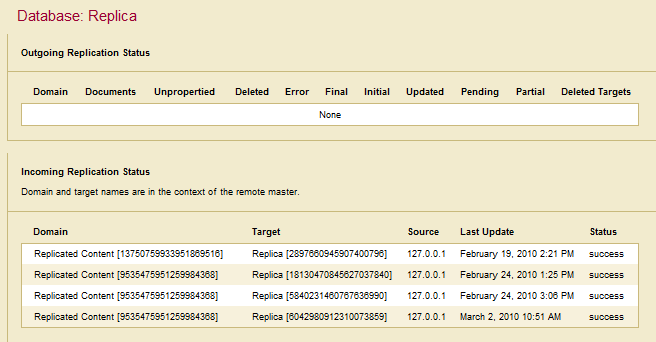 Database: Replica
Outgoing Replication Status
Domain Documents Unpropertied Deleted Error Final Initial Updated Pending Partial Deleted Targets
None
Incoming Replication Status
Domain and target names are in the context of the remote master.
Domain Target Source Last Update Status
Replicated Content [13750759933951869516] Replica [2897660945907400796] 127.0.0.1 February 19, 2010 2:21 PM success
Replicated Content [9535475951259984368] Replica [18130470845627037840] 127.0.0.1 February 24, 2010 1:25 PM success
Replicated Content [9535475951259984368] Replica [5840231460767636990] 127.0.0.1 February 24, 2010 3:06 PM success
Replicated Content [9535475951259984368] Replica [6042980912310073859] 127.0.0.1 March 2, 2010 10:51 AM success